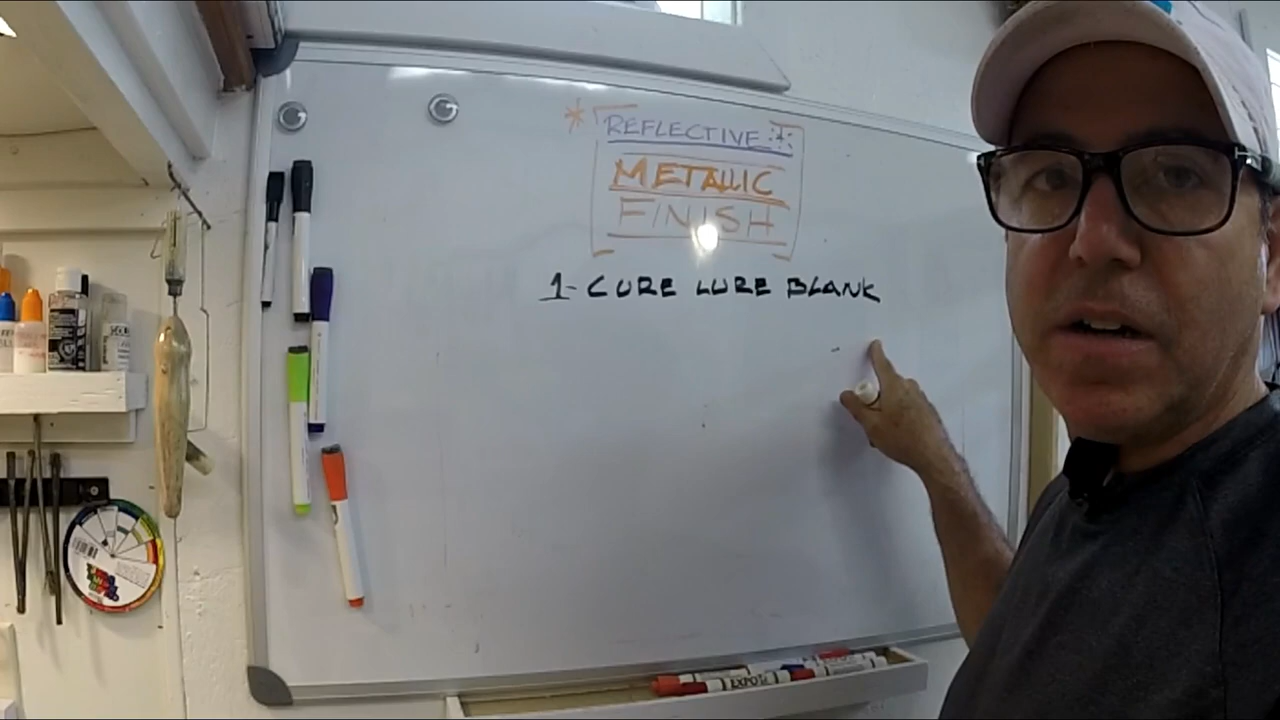 * REFLECTIVE
METALLIC
FINISH
1- CURE LURE BLANK
EXPO